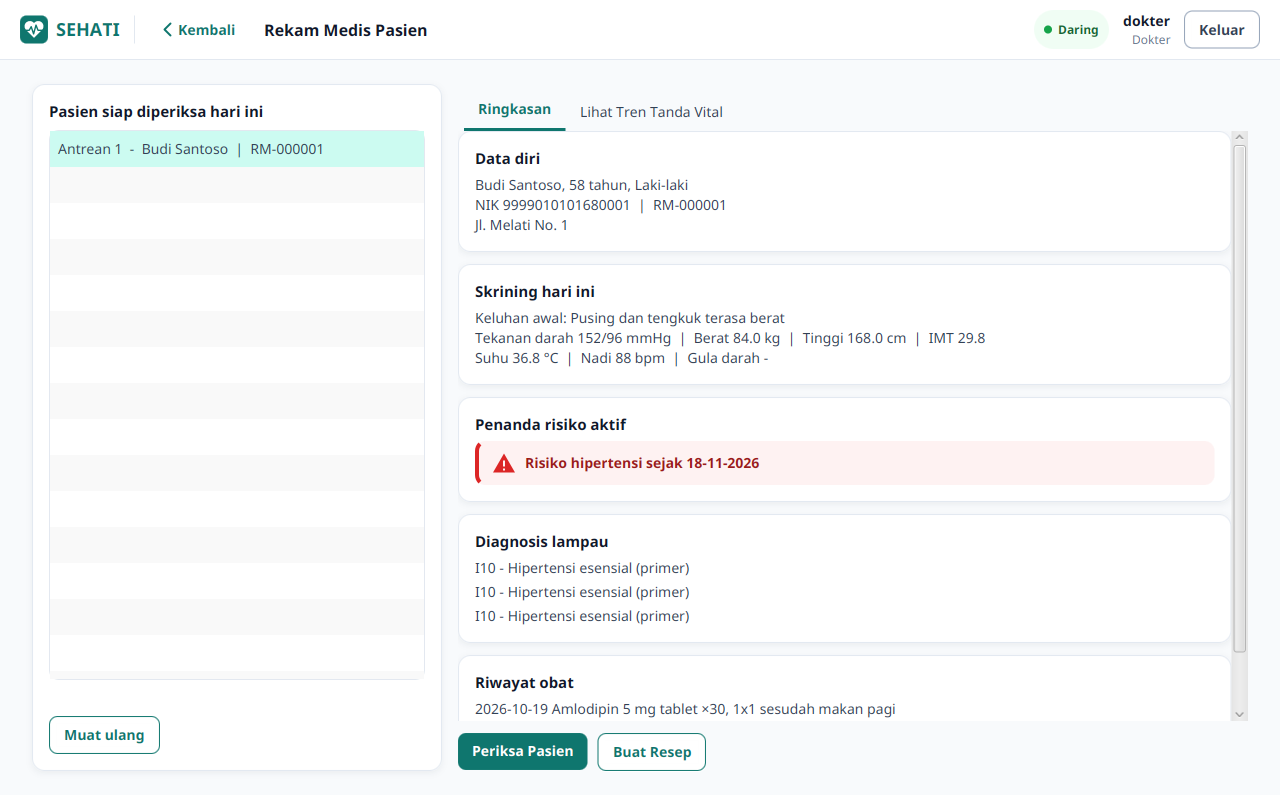 SEHATI
Kembali
Rekam Medis Pasien
Daring
dokter
Dokter
Keluar
Pasien siap diperiksa hari ini
Antrean 1 - Budi Santoso | RM-000001
Muat ulang
Ringkasan
Lihat Tren Tanda Vital
Data diri
Budi Santoso, 58 tahun, Laki-laki
NIK 9999010101680001 | RM-000001
Jl. Melati No. 1
Skrining hari ini
Keluhan awal: Pusing dan tengkuk terasa berat
Tekanan darah 152/96 mmHg | Berat 84.0 kg | Tinggi 168.0 cm | IMT 29.8
Suhu 36.8 °C | Nadi 88 bpm | Gula darah -
Penanda risiko aktif
Risiko hipertensi sejak 18-11-2026
Diagnosis lampau
I10 - Hipertensi esensial (primer)
I10 - Hipertensi esensial (primer)
I10 - Hipertensi esensial (primer)
Riwayat obat
2026-10-19 Amlodipin 5 mg tablet ×30, 1x1 sesudah makan pagi
Periksa Pasien
Buat Resep